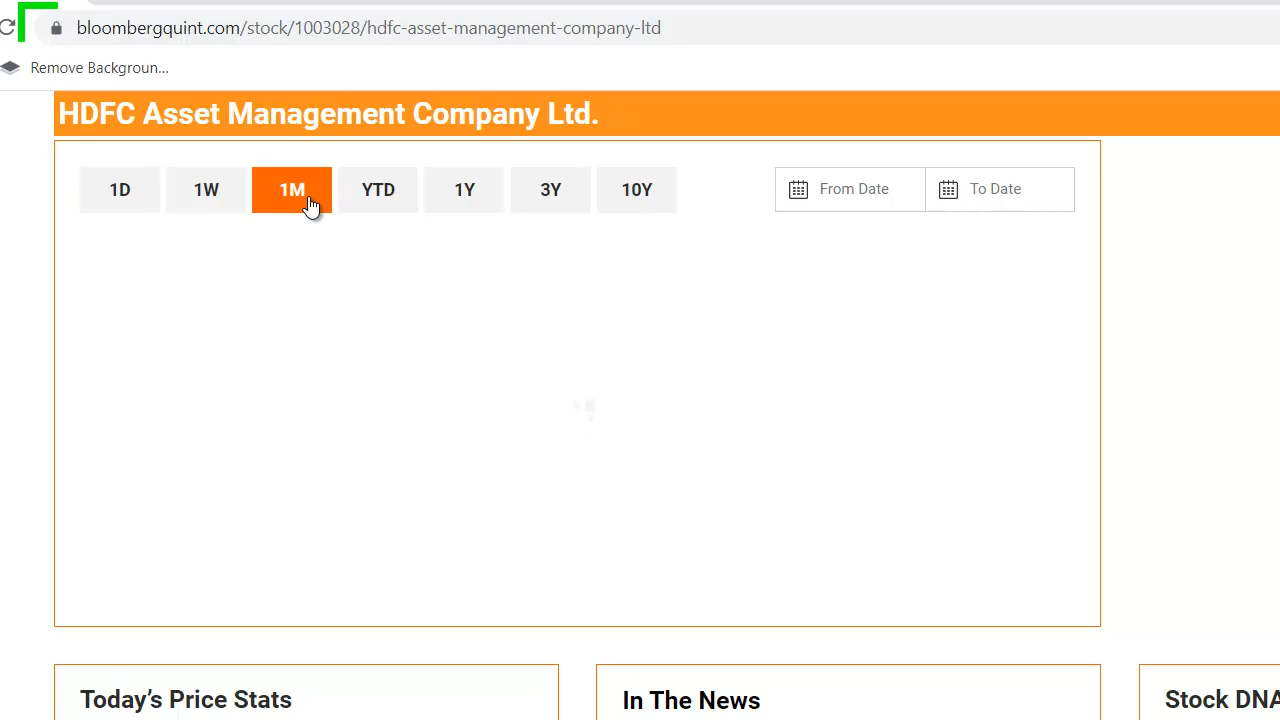 bloombergquint.com/stock/1003028/hdfc-asset-management-company-ltd
Remove Backgroun...
HDFC Asset Management Company Ltd.
1D 1W 1M YTD 1Y 3Y 10Y From Date To Date
Today's Price Stats
In The News
Stock DNA